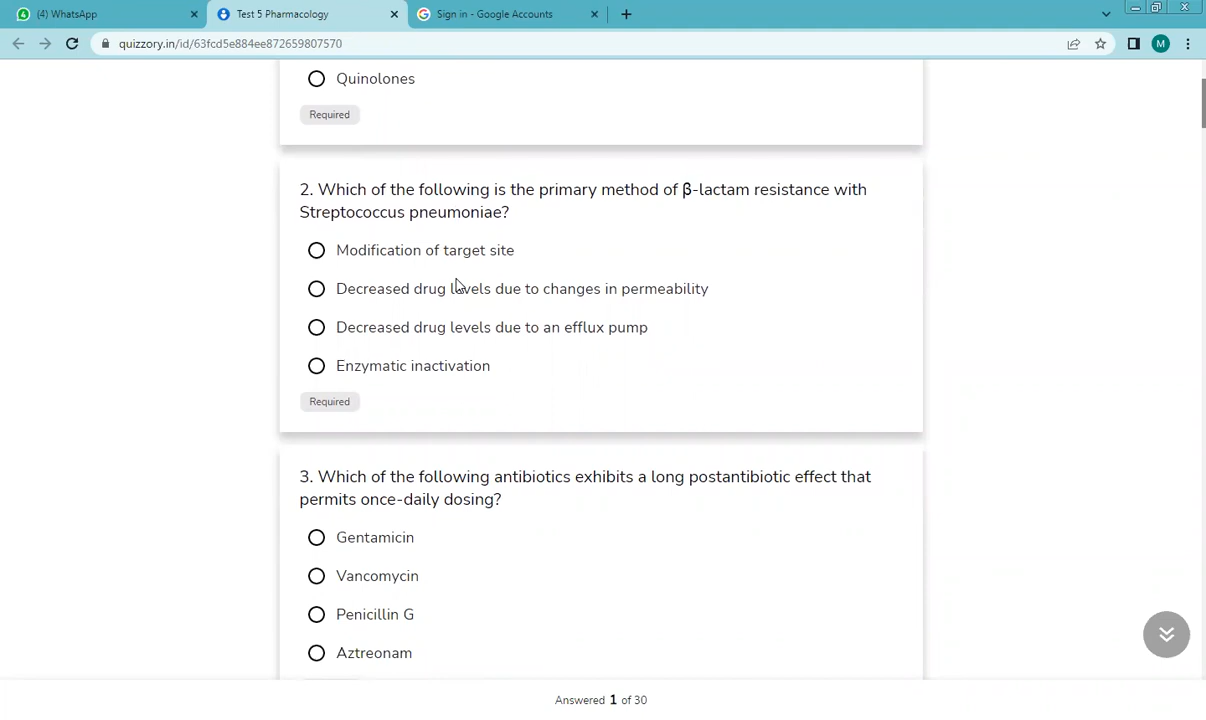 (4) WhatsApp
Test 5 Pharmacology
Sign in - Google Accounts
quizzory.in/id/63fcd5e884ee872659807570
M
Quinolones
Required
2. Which of the following is the primary method of β-lactam resistance with
Streptococcus pneumoniae?
Modification of target site
Decreased drug levels due to changes in permeability
Decreased drug levels due to an efflux pump
Enzymatic inactivation
Required
3. Which of the following antibiotics exhibits a long postantibiotic effect that
permits once-daily dosing?
Gentamicin
Vancomycin
Penicillin G
Aztreonam
Answered 1 of 30